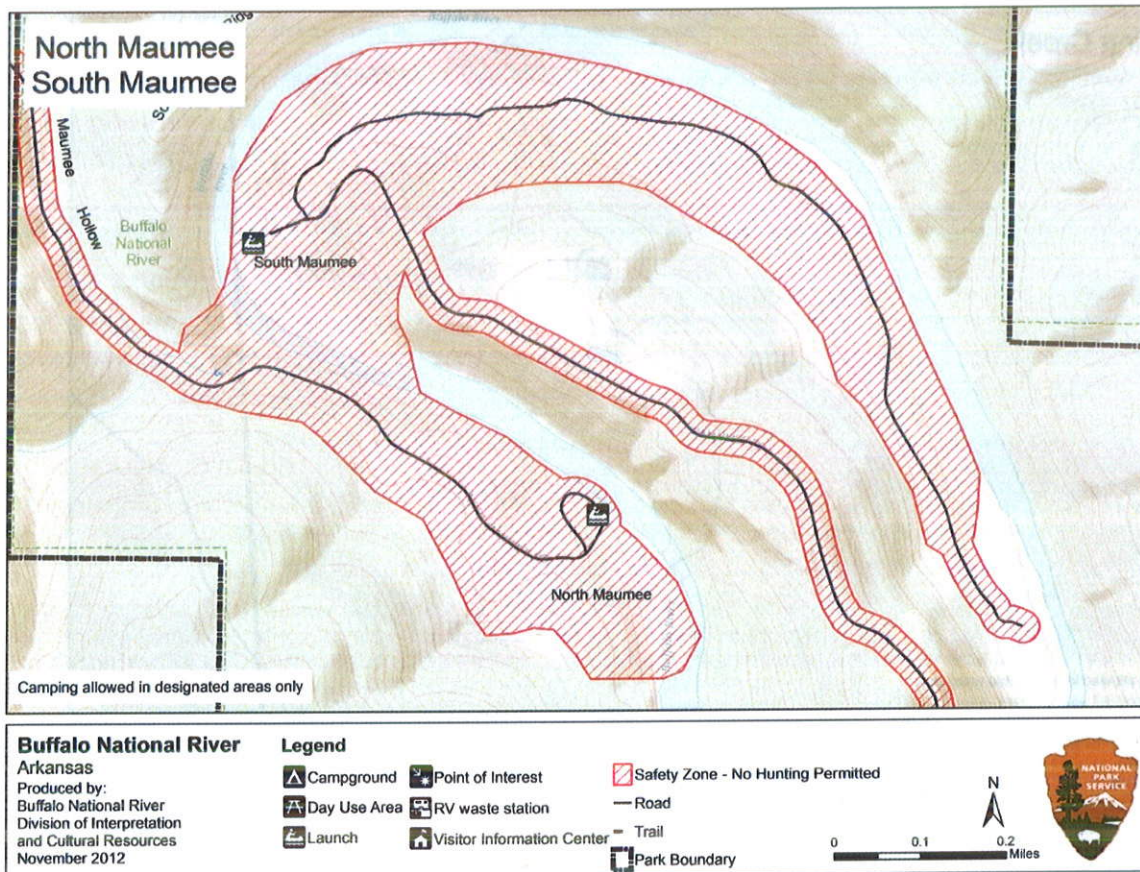 North Maumee
South Maumee
Maumee
Hollow
Buffalo
National
River
South Maumee
North Maumee
Camping allowed in designated areas only
Buffalo National River
Arkansas
Produced by:
Buffalo National River
Division of Interpretation
and Cultural Resources
November 2012
Legend
Campground
Day Use Area
Launch
Point of Interest
RV waste station
Visitor Information Center
Safety Zone - No Hunting Permitted
Road
Trail
Park Boundary
N
0 0.1 0.2
Miles
NATIONAL
PARK
SERVICE